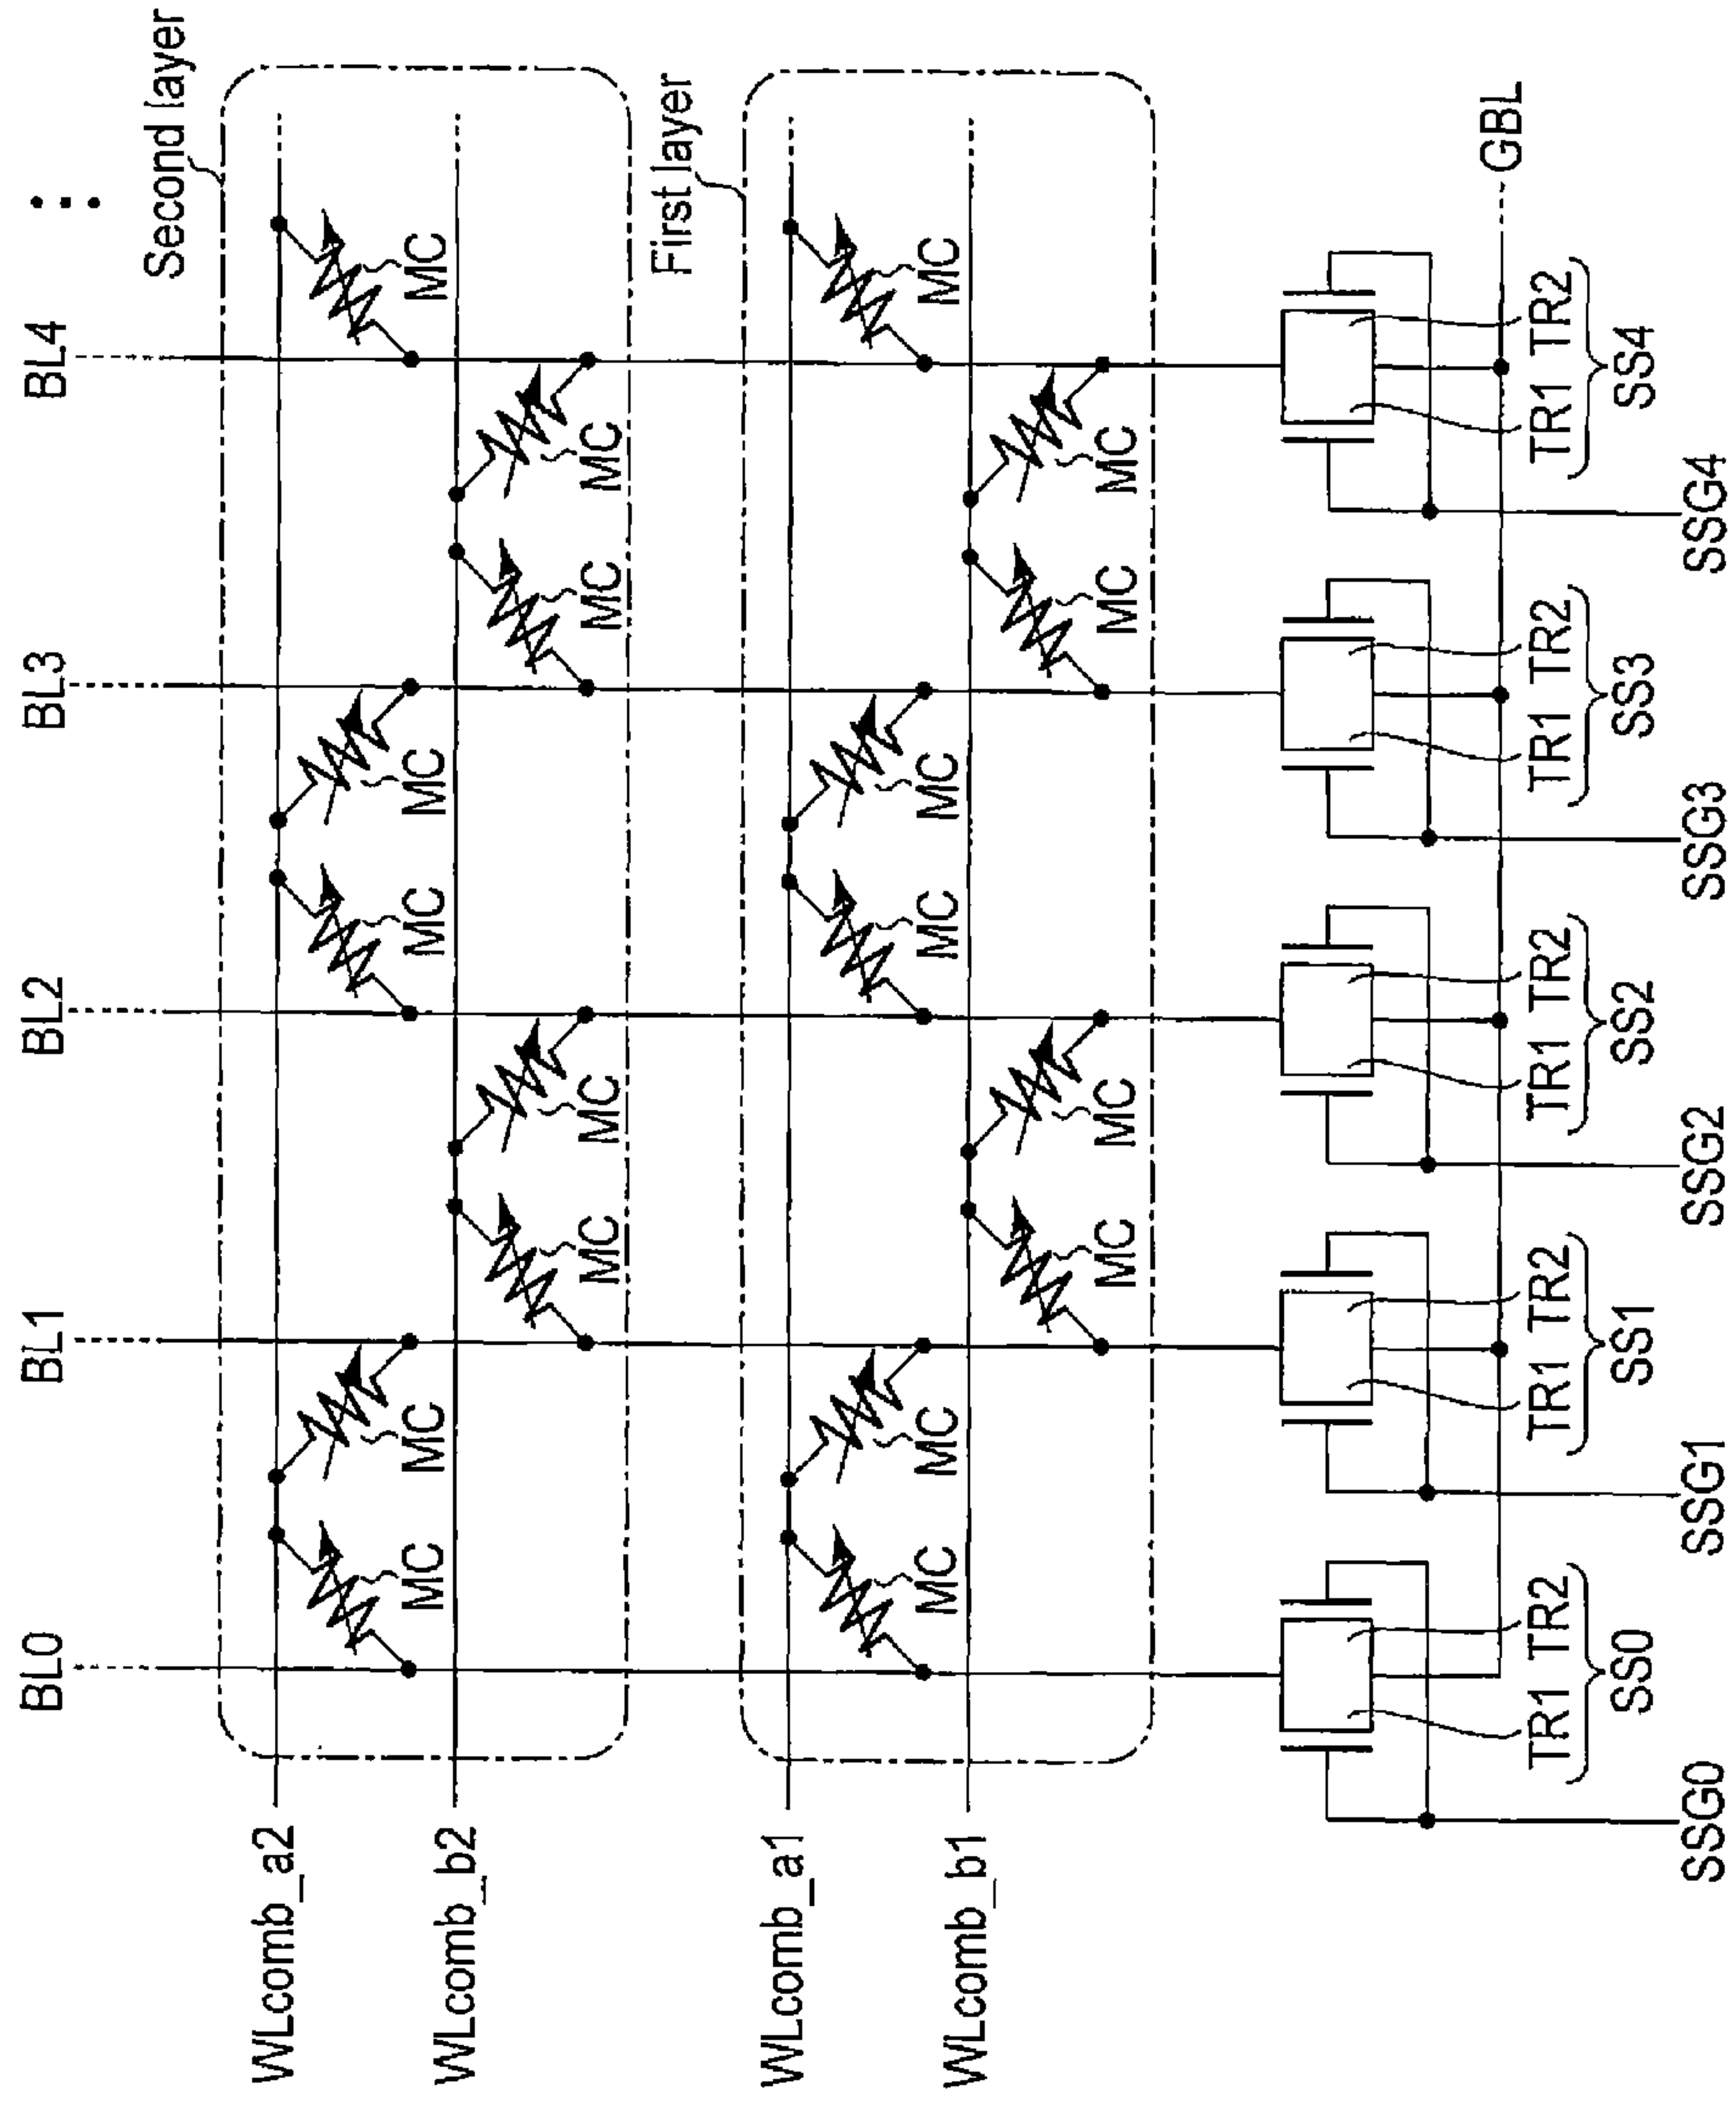 BL0 BL1 BL2 BL3 BL4
Second layer
WLcomb_a2
MC MC MC MC MC
WLcomb_b2
MC MC MC MC
First layer
WLcomb_a1
MC MC MC MC MC
WLcomb_b1
MC MC MC MC
GBL
TR1 TR2 TR1 TR2 TR1 TR2 TR1 TR2 TR1 TR2
SS0 SS1 SS2 SS3 SS4
SSG0 SSG1 SSG2 SSG3 SSG4